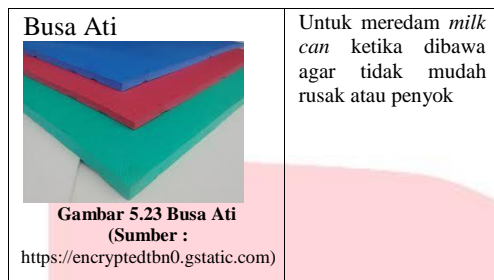 Busa Ati
Gambar 5.23 Busa Ati
(Sumber :
https://encryptedtbn0.gstatic.com)
Untuk meredam milk
can ketika dibawa
agar tidak mudah
rusak atau penyok